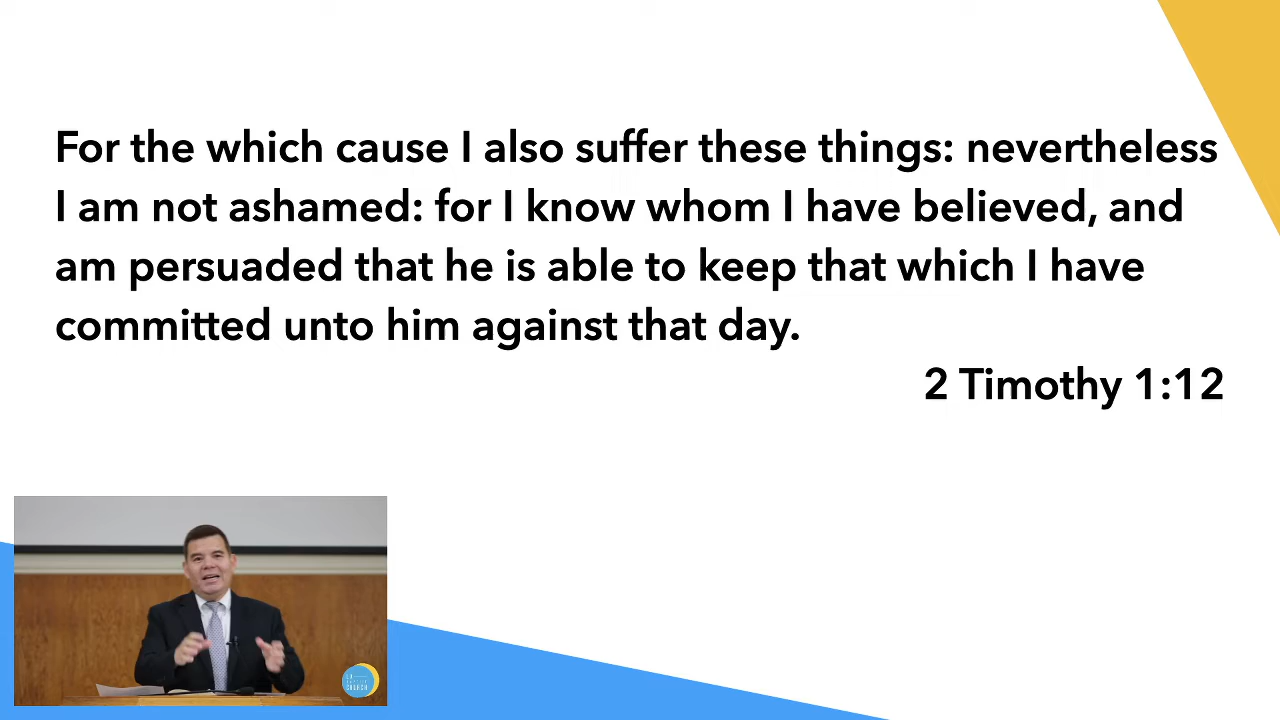 For the which cause I also suffer these things: nevertheless
I am not ashamed: for I know whom I have believed, and
am persuaded that he is able to keep that which I have
committed unto him against that day.
2 Timothy 1:12
CHURCH